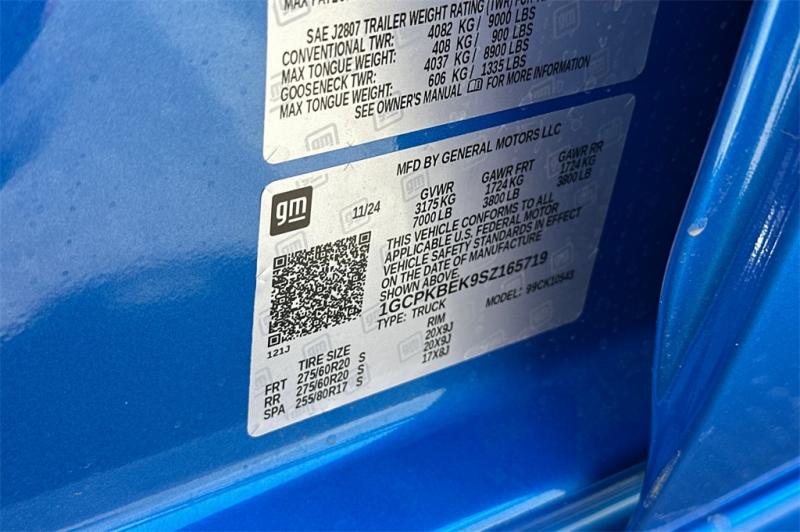 SAE J2807 TRAILER WEIGHT RATING (TWR)
CONVENTIONAL TWR: 4082 KG / 9000 LBS
MAX TONGUE WEIGHT: 408 KG / 900 LBS
GOOSENECK TWR: 4037 KG / 8900 LBS
MAX TONGUE WEIGHT: 606 KG / 1335 LBS
SEE OWNER'S MANUAL FOR MORE INFORMATION
MFD BY GENERAL MOTORS LLC
gm
11/24
GVWR GAWR FRT GAWR RR
3175 KG 1724 KG 1724 KG
7000 LB 3800 LB 3800 LB
THIS VEHICLE CONFORMS TO ALL
APPLICABLE U.S. FEDERAL MOTOR
VEHICLE SAFETY STANDARDS IN EFFECT
ON THE DATE OF MANUFACTURE
SHOWN ABOVE.
1GCPKBEK9SZ165719
TYPE: TRUCK MODEL: 99CK10543
121J
TIRE SIZE RIM
FRT 275/60R20 S 20X9J
RR 275/60R20 S 20X9J
SPA 255/80R17 S 17X8J